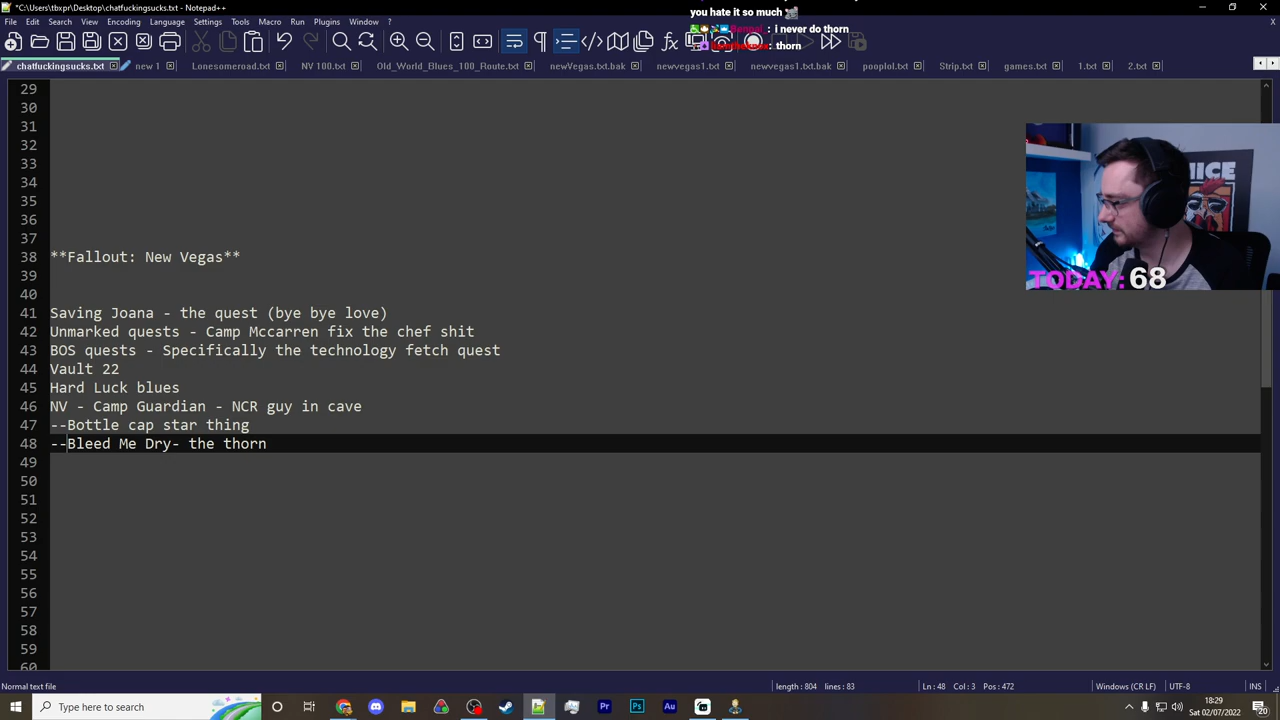 *C:\Users\tbxpr\Desktop\chatfuckingsucks.txt - Notepad++
you hate it so much
File Edit Search View Encoding Language Settings Tools Macro Run Plugins Window ?
: i never do thorn
: thorn
chatfuckingsucks.txt new 1 Lonesomeroad.txt NV 100.txt Old_World_Blues_100_Route.txt newVegas.txt.bak newvegas1.txt newvegas1.txt.bak pooplol.txt Strip.txt games.txt 1.txt 2.txt
29
30
31
32
33
34
35
36
37
38 **Fallout: New Vegas**
39
40
41 Saving Joana - the quest (bye bye love)
42 Unmarked quests - Camp Mccarren fix the chef shit
43 BOS quests - Specifically the technology fetch quest
44 Vault 22
45 Hard Luck blues
46 NV - Camp Guardian - NCR guy in cave
47 --Bottle cap star thing
48 --Bleed Me Dry- the thorn
49
50
51
52
53
54
55
56
57
58
59
60
TODAY: 68
Normal text file length : 804 lines : 83 Ln : 48 Col : 3 Pos : 472 Windows (CR LF) UTF-8 INS
Type here to search
18:29
Sat 02/07/2022